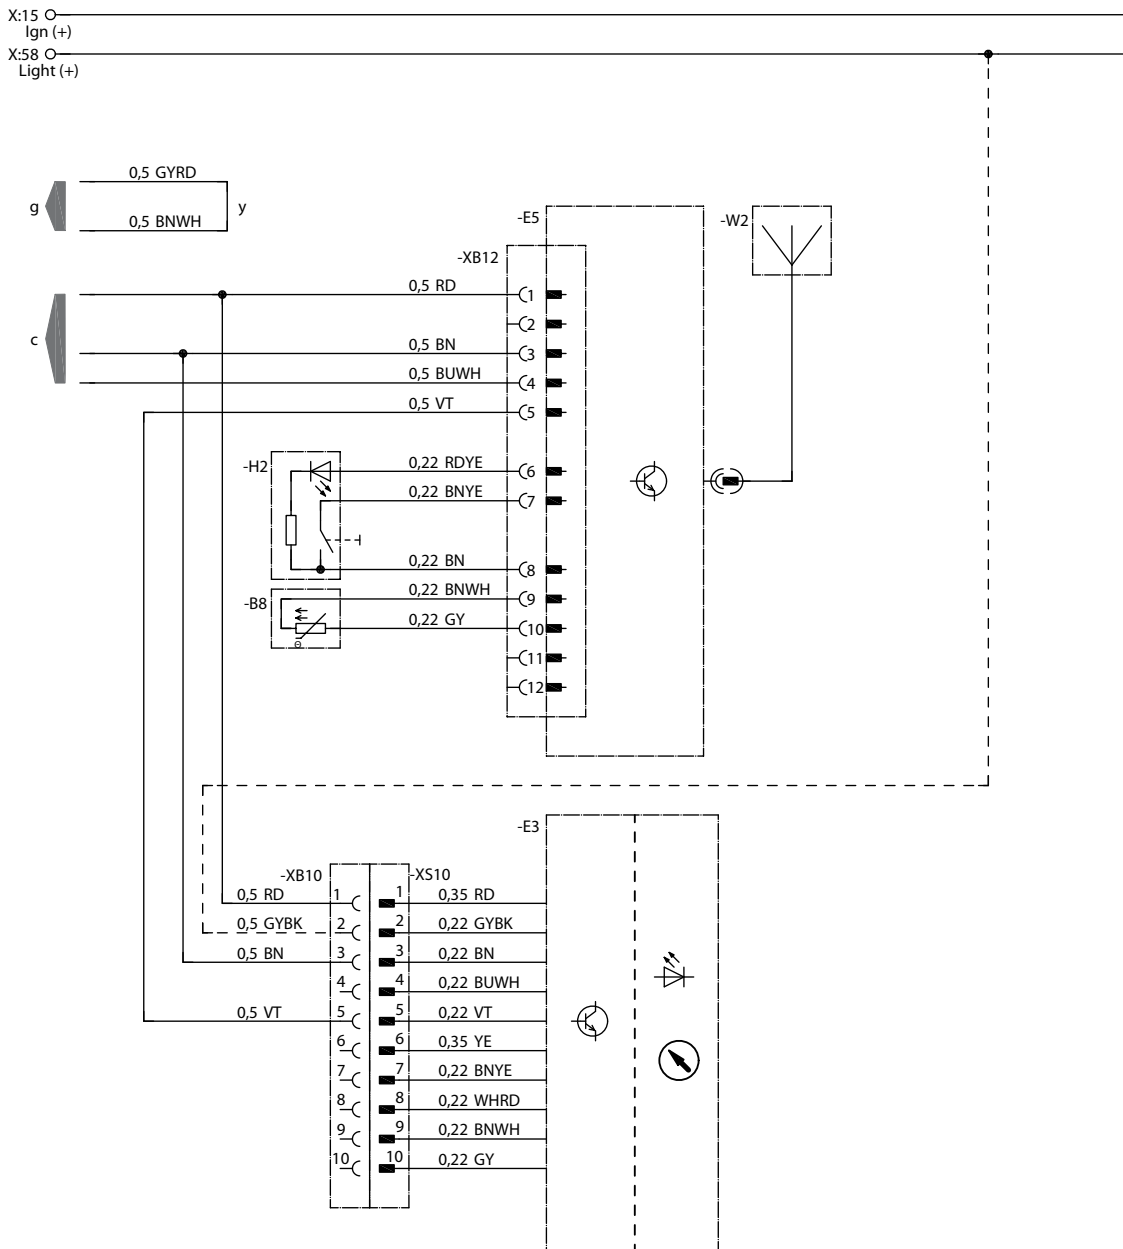 X:15
Ign (+)
X:58
Light (+)
0,5 GYRD
g
y
0,5 BNWH
-E5
-W2
-XB12
0,5 RD
1
2
c
0,5 BN
3
0,5 BUWH
4
0,5 VT
5
-H2
0,22 RDYE
6
0,22 BNYE
7
0,22 BN
8
0,22 BNWH
9
-B8
0,22 GY
10
Θ
11
12
-E3
-XB10
-XS10
0,5 RD
1
1
0,35 RD
0,5 GYBK
2
2
0,22 GYBK
0,5 BN
3
3
0,22 BN
4
4
0,22 BUWH
0,5 VT
5
5
0,22 VT
6
6
0,35 YE
7
7
0,22 BNYE
8
8
0,22 WHRD
9
9
0,22 BNWH
10
10
0,22 GY